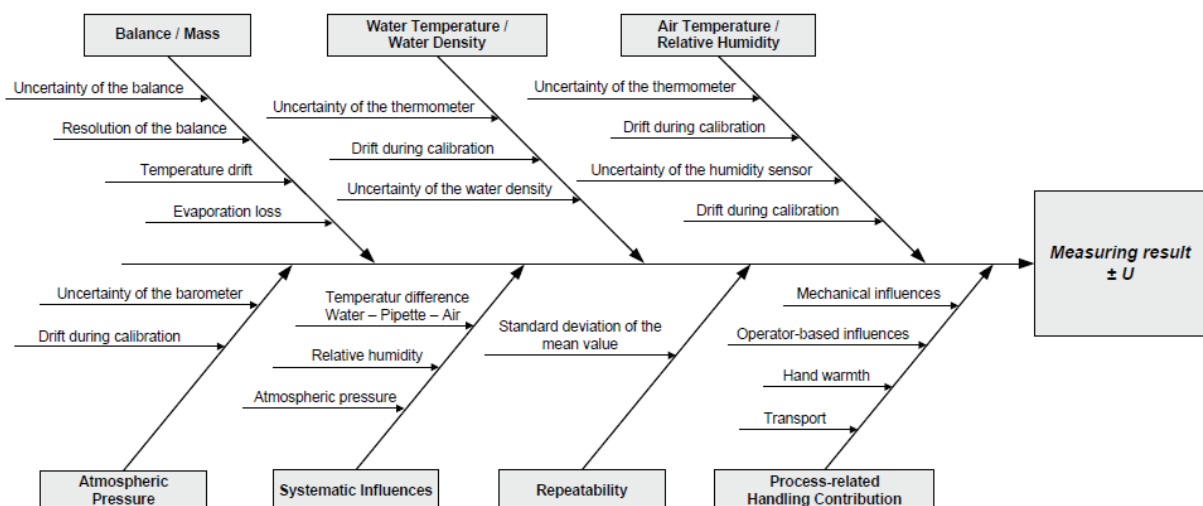 Balance / Mass
Water Temperature /
Water Density
Air Temperature /
Relative Humidity
Uncertainty of the balance
Resolution of the balance
Temperature drift
Evaporation loss
Uncertainty of the thermometer
Drift during calibration
Uncertainty of the water density
Uncertainty of the thermometer
Drift during calibration
Uncertainty of the humidity sensor
Drift during calibration
Measuring result
± U
Uncertainty of the barometer
Drift during calibration
Temperatur difference
Water – Pipette – Air
Relative humidity
Atmospheric pressure
Standard deviation of the
mean value
Mechanical influences
Operator-based influences
Hand warmth
Transport
Atmospheric
Pressure
Systematic Influences
Repeatability
Process-related
Handling Contribution